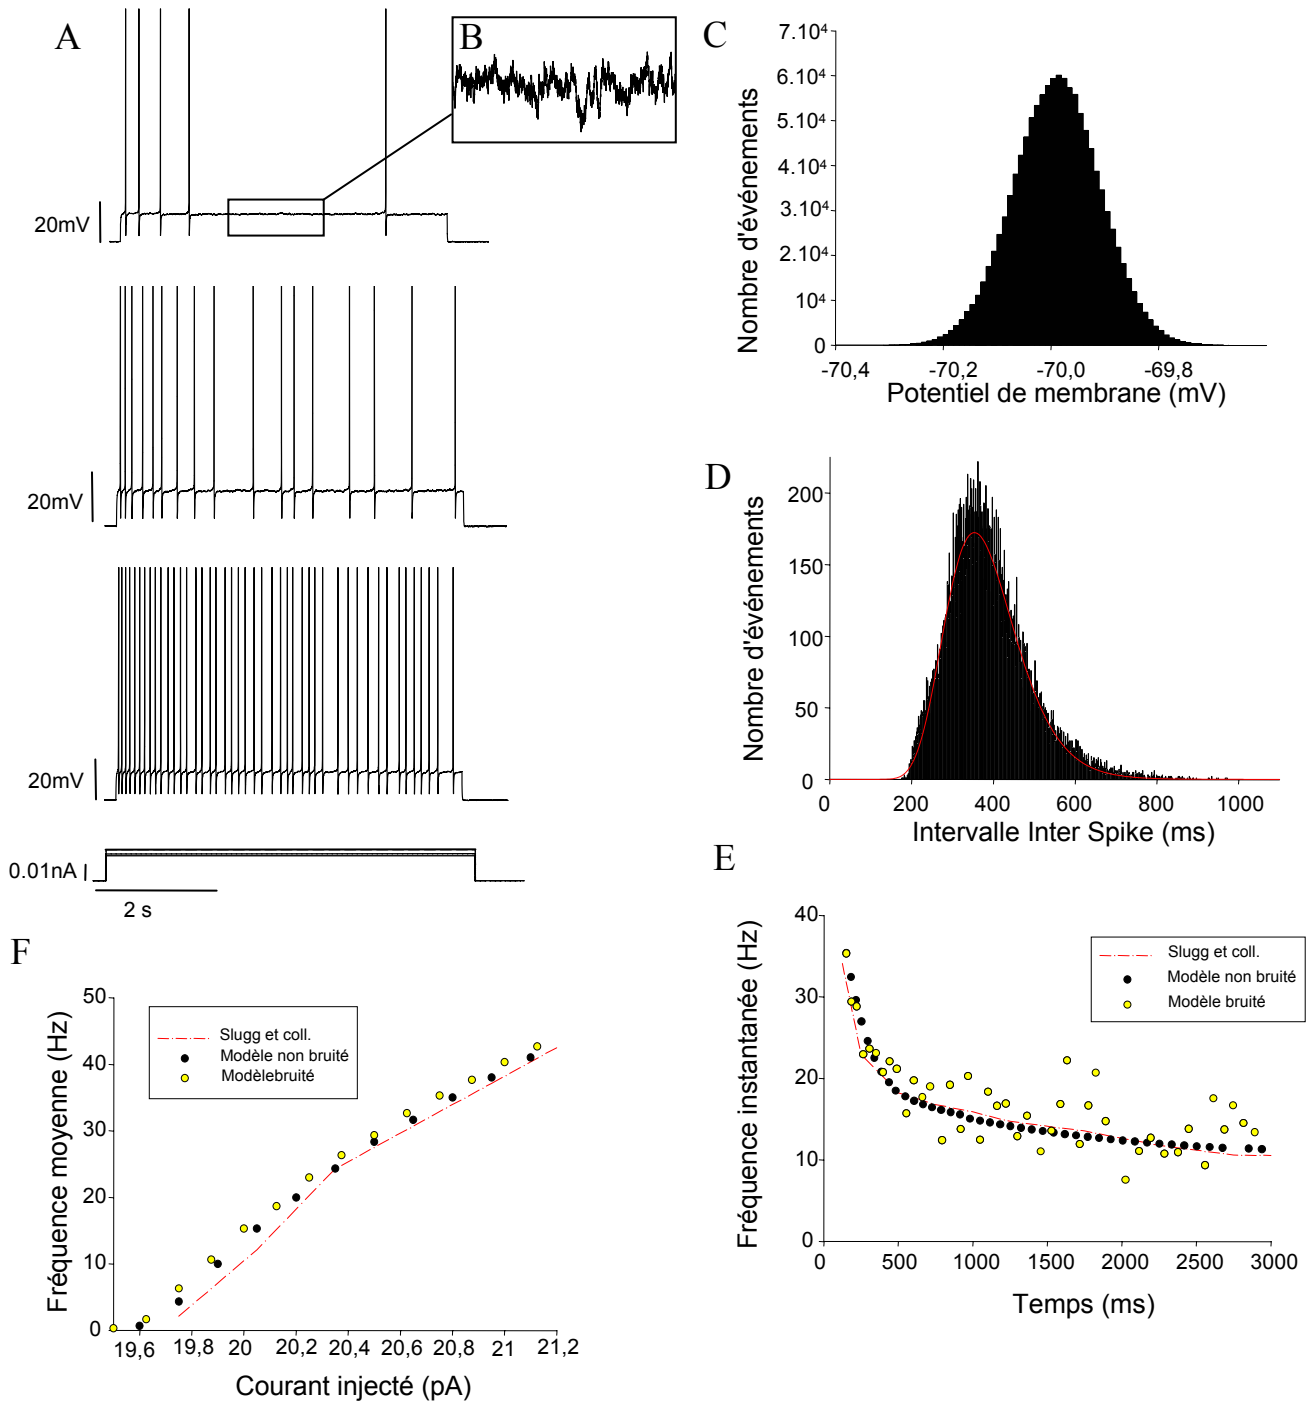 A
B
20mV
20mV
20mV
0.01nA
2 s
C
Nombre d'événements
7.10⁴
6.10⁴
5.10⁴
4.10⁴
3.10⁴
2.10⁴
10⁴
0
-70,4
-70,2
-70,0
-69,8
Potentiel de membrane (mV)
D
Nombre d'événements
200
150
100
50
0
0
200
400
600
800
1000
Intervalle Inter Spike (ms)
E
Fréquence instantanée (Hz)
40
30
20
10
0
0
500
1000
1500
2000
2500
3000
Temps (ms)
Slugg et coll.
Modèle non bruité
Modèle bruité
F
Fréquence moyenne (Hz)
50
40
30
20
10
0
19,6
19,8
20
20,2
20,4
20,6
20,8
21
21,2
Courant injecté (pA)
Slugg et coll.
Modèle non bruité
Modèlebruité